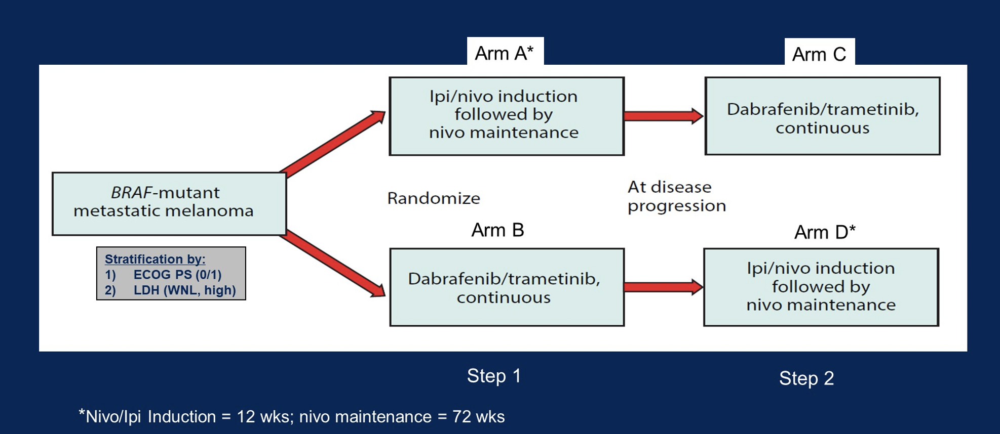 Arm A*
Arm C
Ipi/nivo induction
followed by
nivo maintenance
Dabrafenib/trametinib,
continuous
BRAF-mutant
metastatic melanoma
Randomize
At disease
progression
Stratification by:
1) ECOG PS (0/1)
2) LDH (WNL, high)
Arm B
Arm D*
Dabrafenib/trametinib,
continuous
Ipi/nivo induction
followed by
nivo maintenance
Step 1
Step 2
*Nivo/Ipi Induction = 12 wks; nivo maintenance = 72 wks